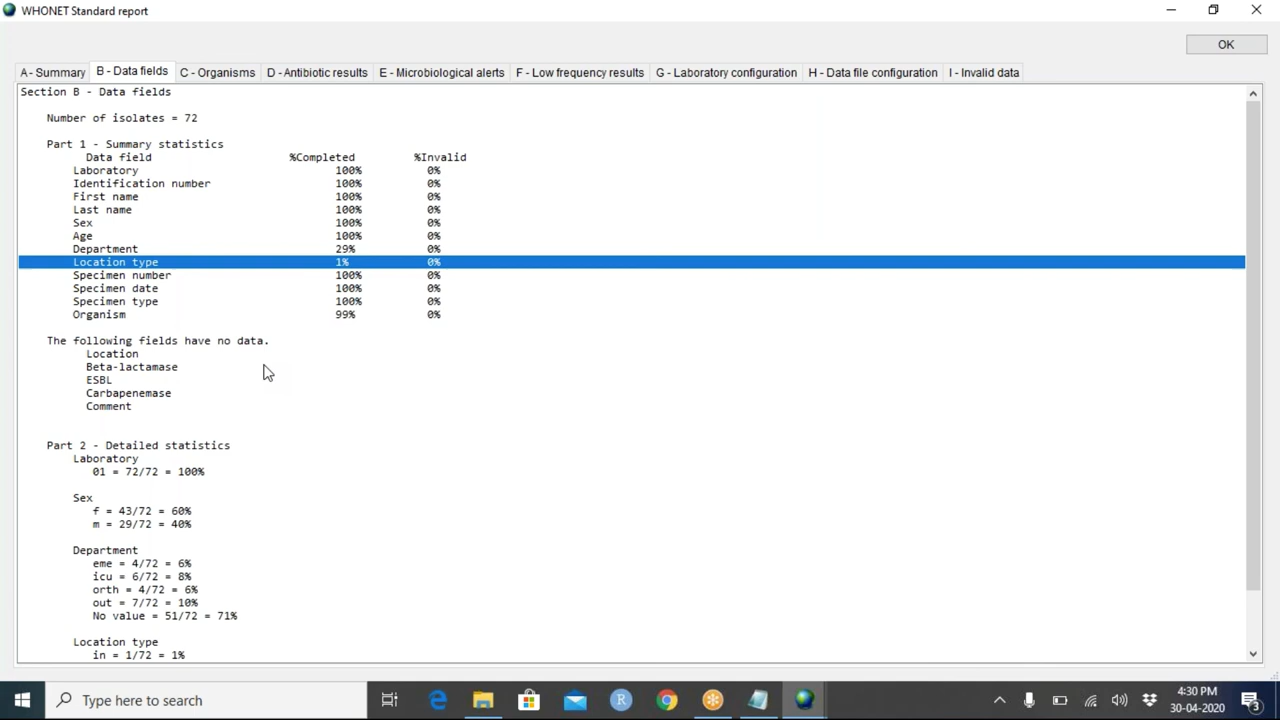 WHONET Standard report
OK
A - Summary B - Data fields C - Organisms D - Antibiotic results E - Microbiological alerts F - Low frequency results G - Laboratory configuration H - Data file configuration I - Invalid data
Section B - Data fields
Number of isolates = 72
Part 1 - Summary statistics
Data field %Completed %Invalid
Laboratory 100% 0%
Identification number 100% 0%
First name 100% 0%
Last name 100% 0%
Sex 100% 0%
Age 100% 0%
Department 29% 0%
Location type 1% 0%
Specimen number 100% 0%
Specimen date 100% 0%
Specimen type 100% 0%
Organism 99% 0%
The following fields have no data.
Location
Beta-lactamase
ESBL
Carbapenemase
Comment
Part 2 - Detailed statistics
Laboratory
01 = 72/72 = 100%
Sex
f = 43/72 = 60%
m = 29/72 = 40%
Department
eme = 4/72 = 6%
icu = 6/72 = 8%
orth = 4/72 = 6%
out = 7/72 = 10%
No value = 51/72 = 71%
Location type
in = 1/72 = 1%
Type here to search
R
4:30 PM
30-04-2020
3